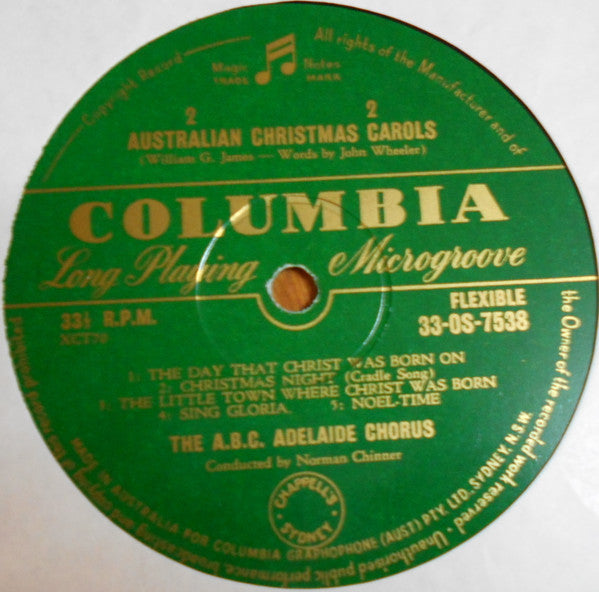 Copyright Record
All rights of the Manufacturer and of
the Owner of the recorded work reserved - Unauthorised public performance, broadcasting and copying of this record prohibited
Magic Notes
TRADE MARK
2 2
AUSTRALIAN CHRISTMAS CAROLS
(William G. James — Words by John Wheeler)
COLUMBIA
Long Playing Microgroove
33⅓ R.P.M. FLEXIBLE
XCT70 33-OS-7538
1: THE DAY THAT CHRIST WAS BORN ON
2: CHRISTMAS NIGHT (Cradle Song)
3: THE LITTLE TOWN WHERE CHRIST WAS BORN
4: SING GLORIA. 5: NOEL-TIME
THE A.B.C. ADELAIDE CHORUS
Conducted by Norman Chinner
CHAPPELL'S
SYDNEY
MADE IN AUSTRALIA FOR COLUMBIA GRAPHOPHONE (AUST) PTY. LTD. SYDNEY, N.S.W.